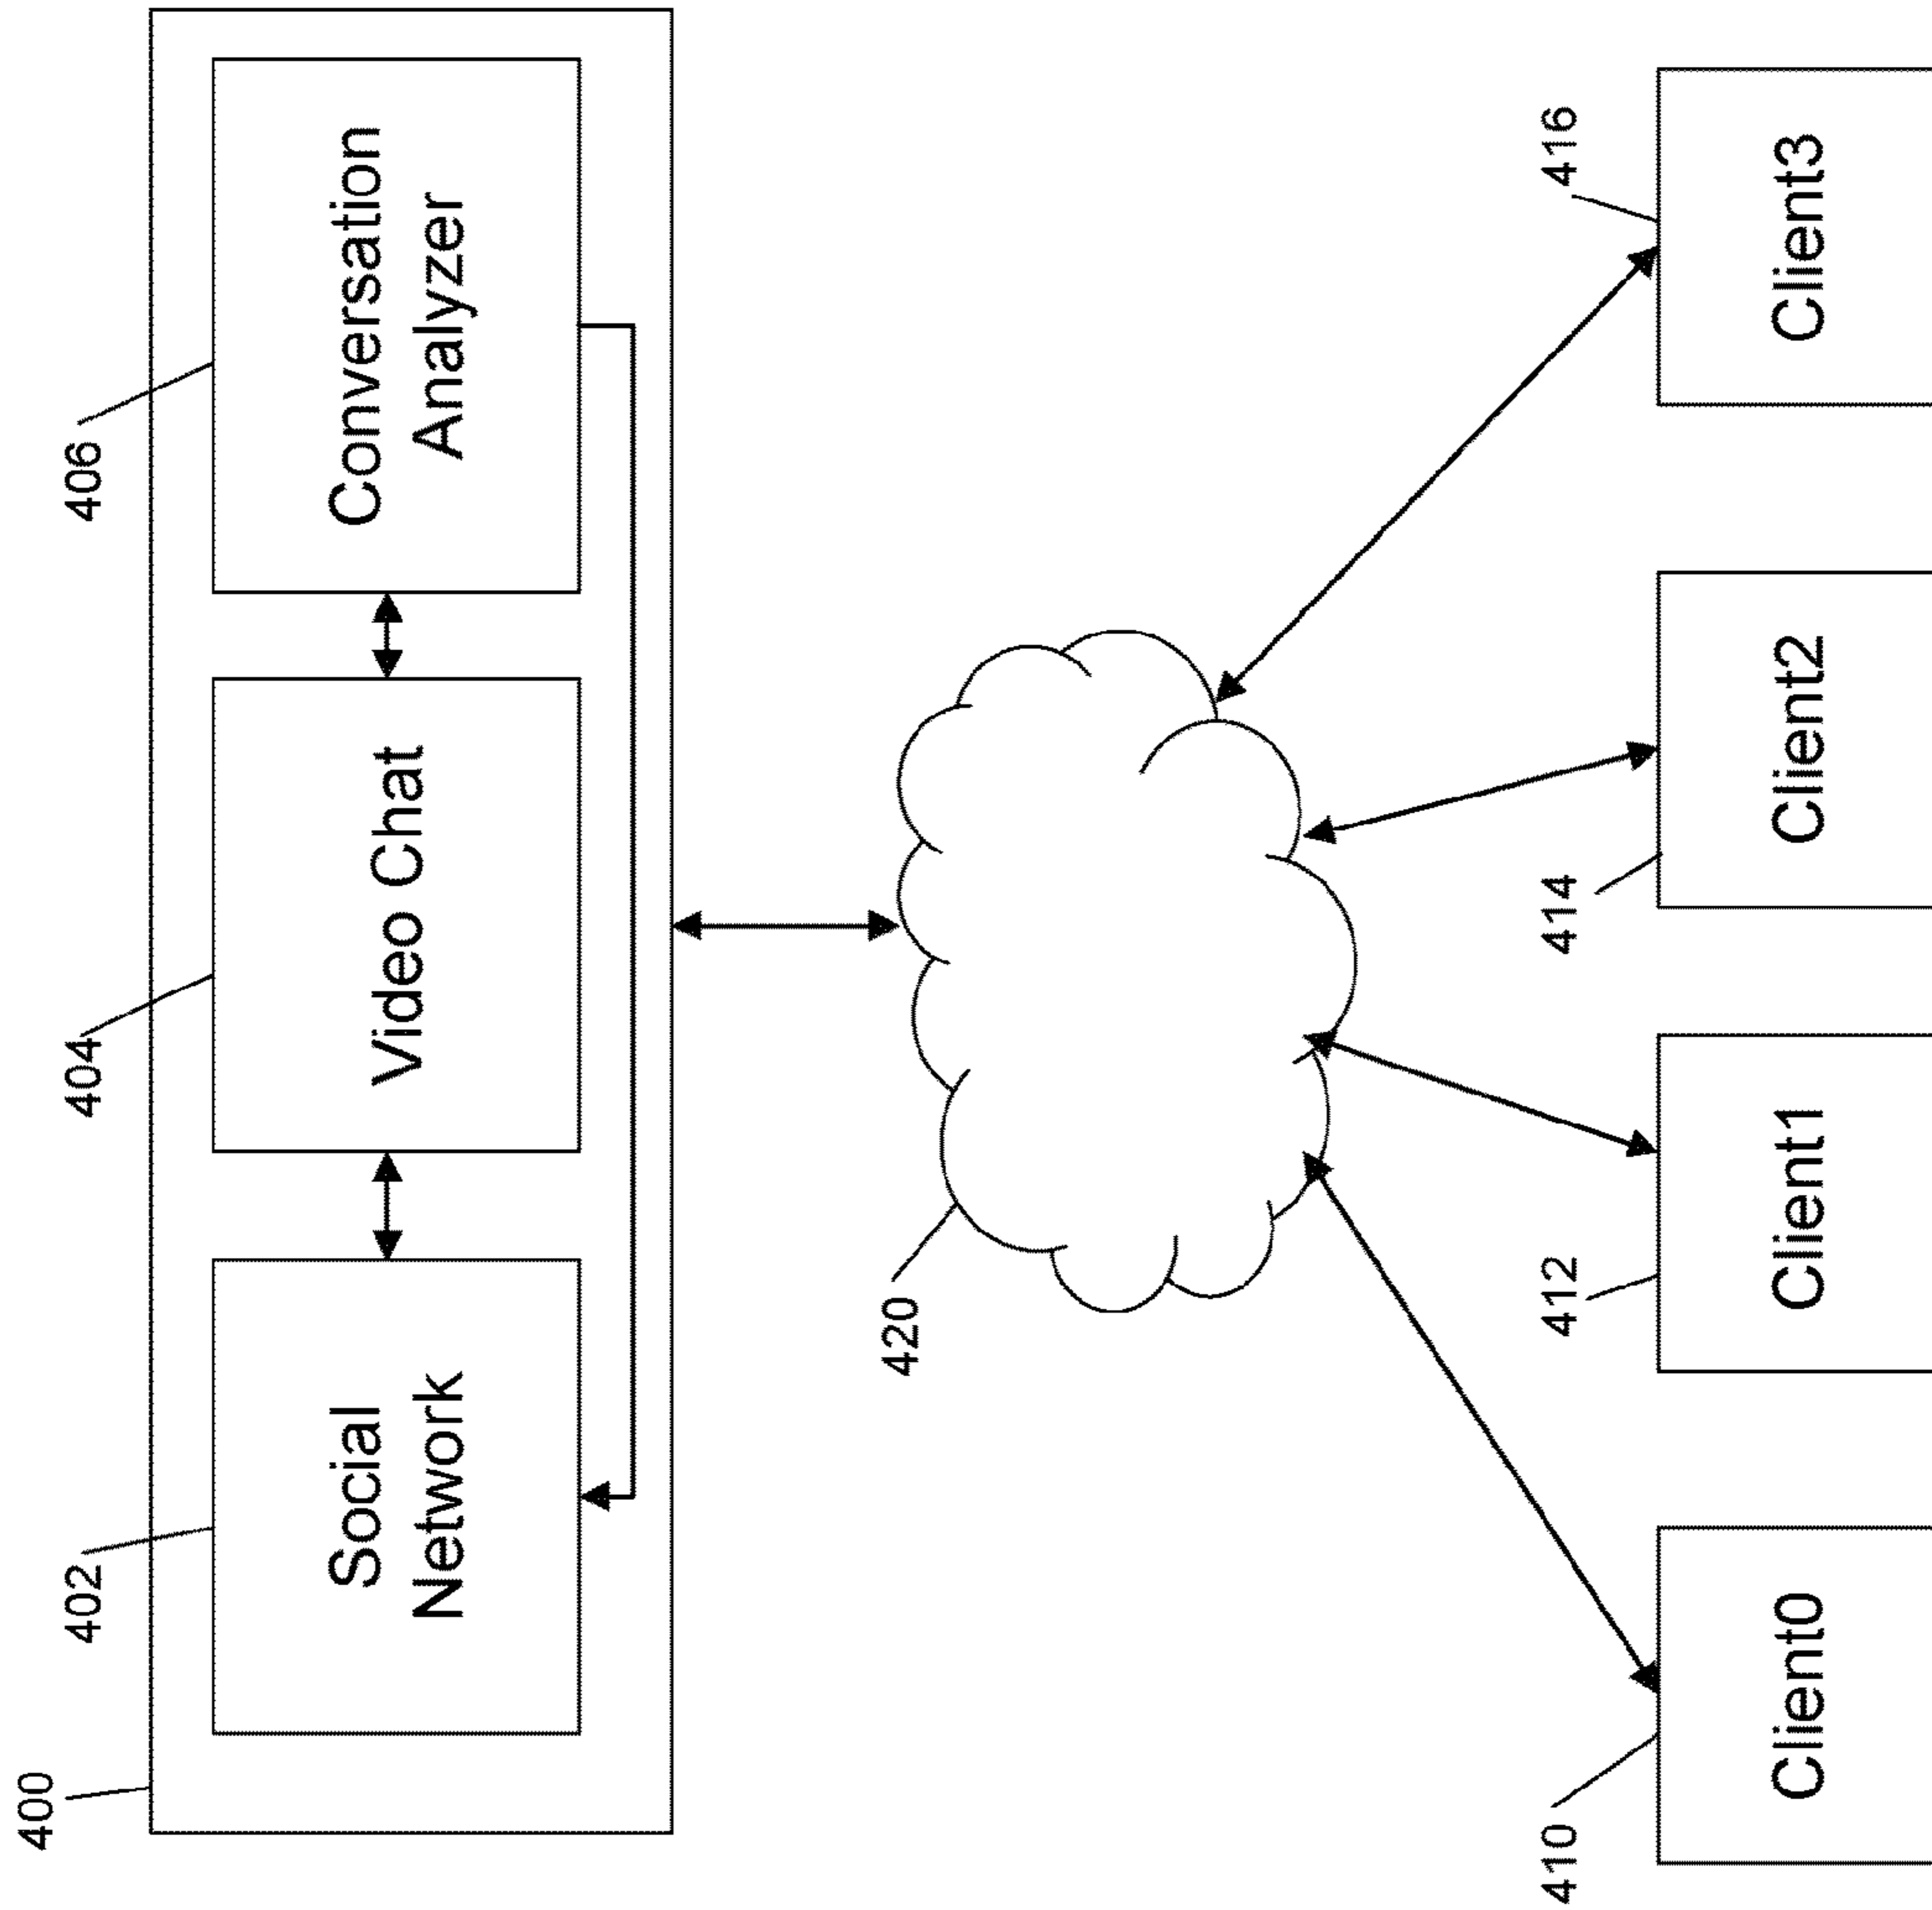 400
402
404
406
Social
Network
Video Chat
Conversation
Analyzer
420
410
412
414
416
Client0
Client1
Client2
Client3